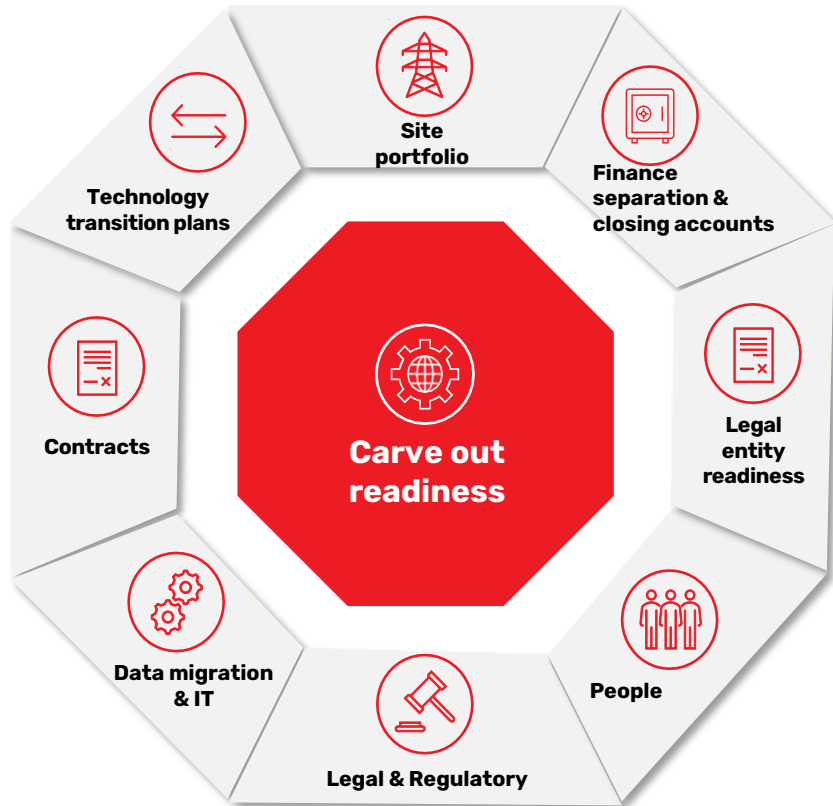 Site
portfolio
Finance
separation &
closing accounts
Legal
entity
readiness
People
Legal & Regulatory
Data migration
& IT
Contracts
Technology
transition plans
Carve out
readiness